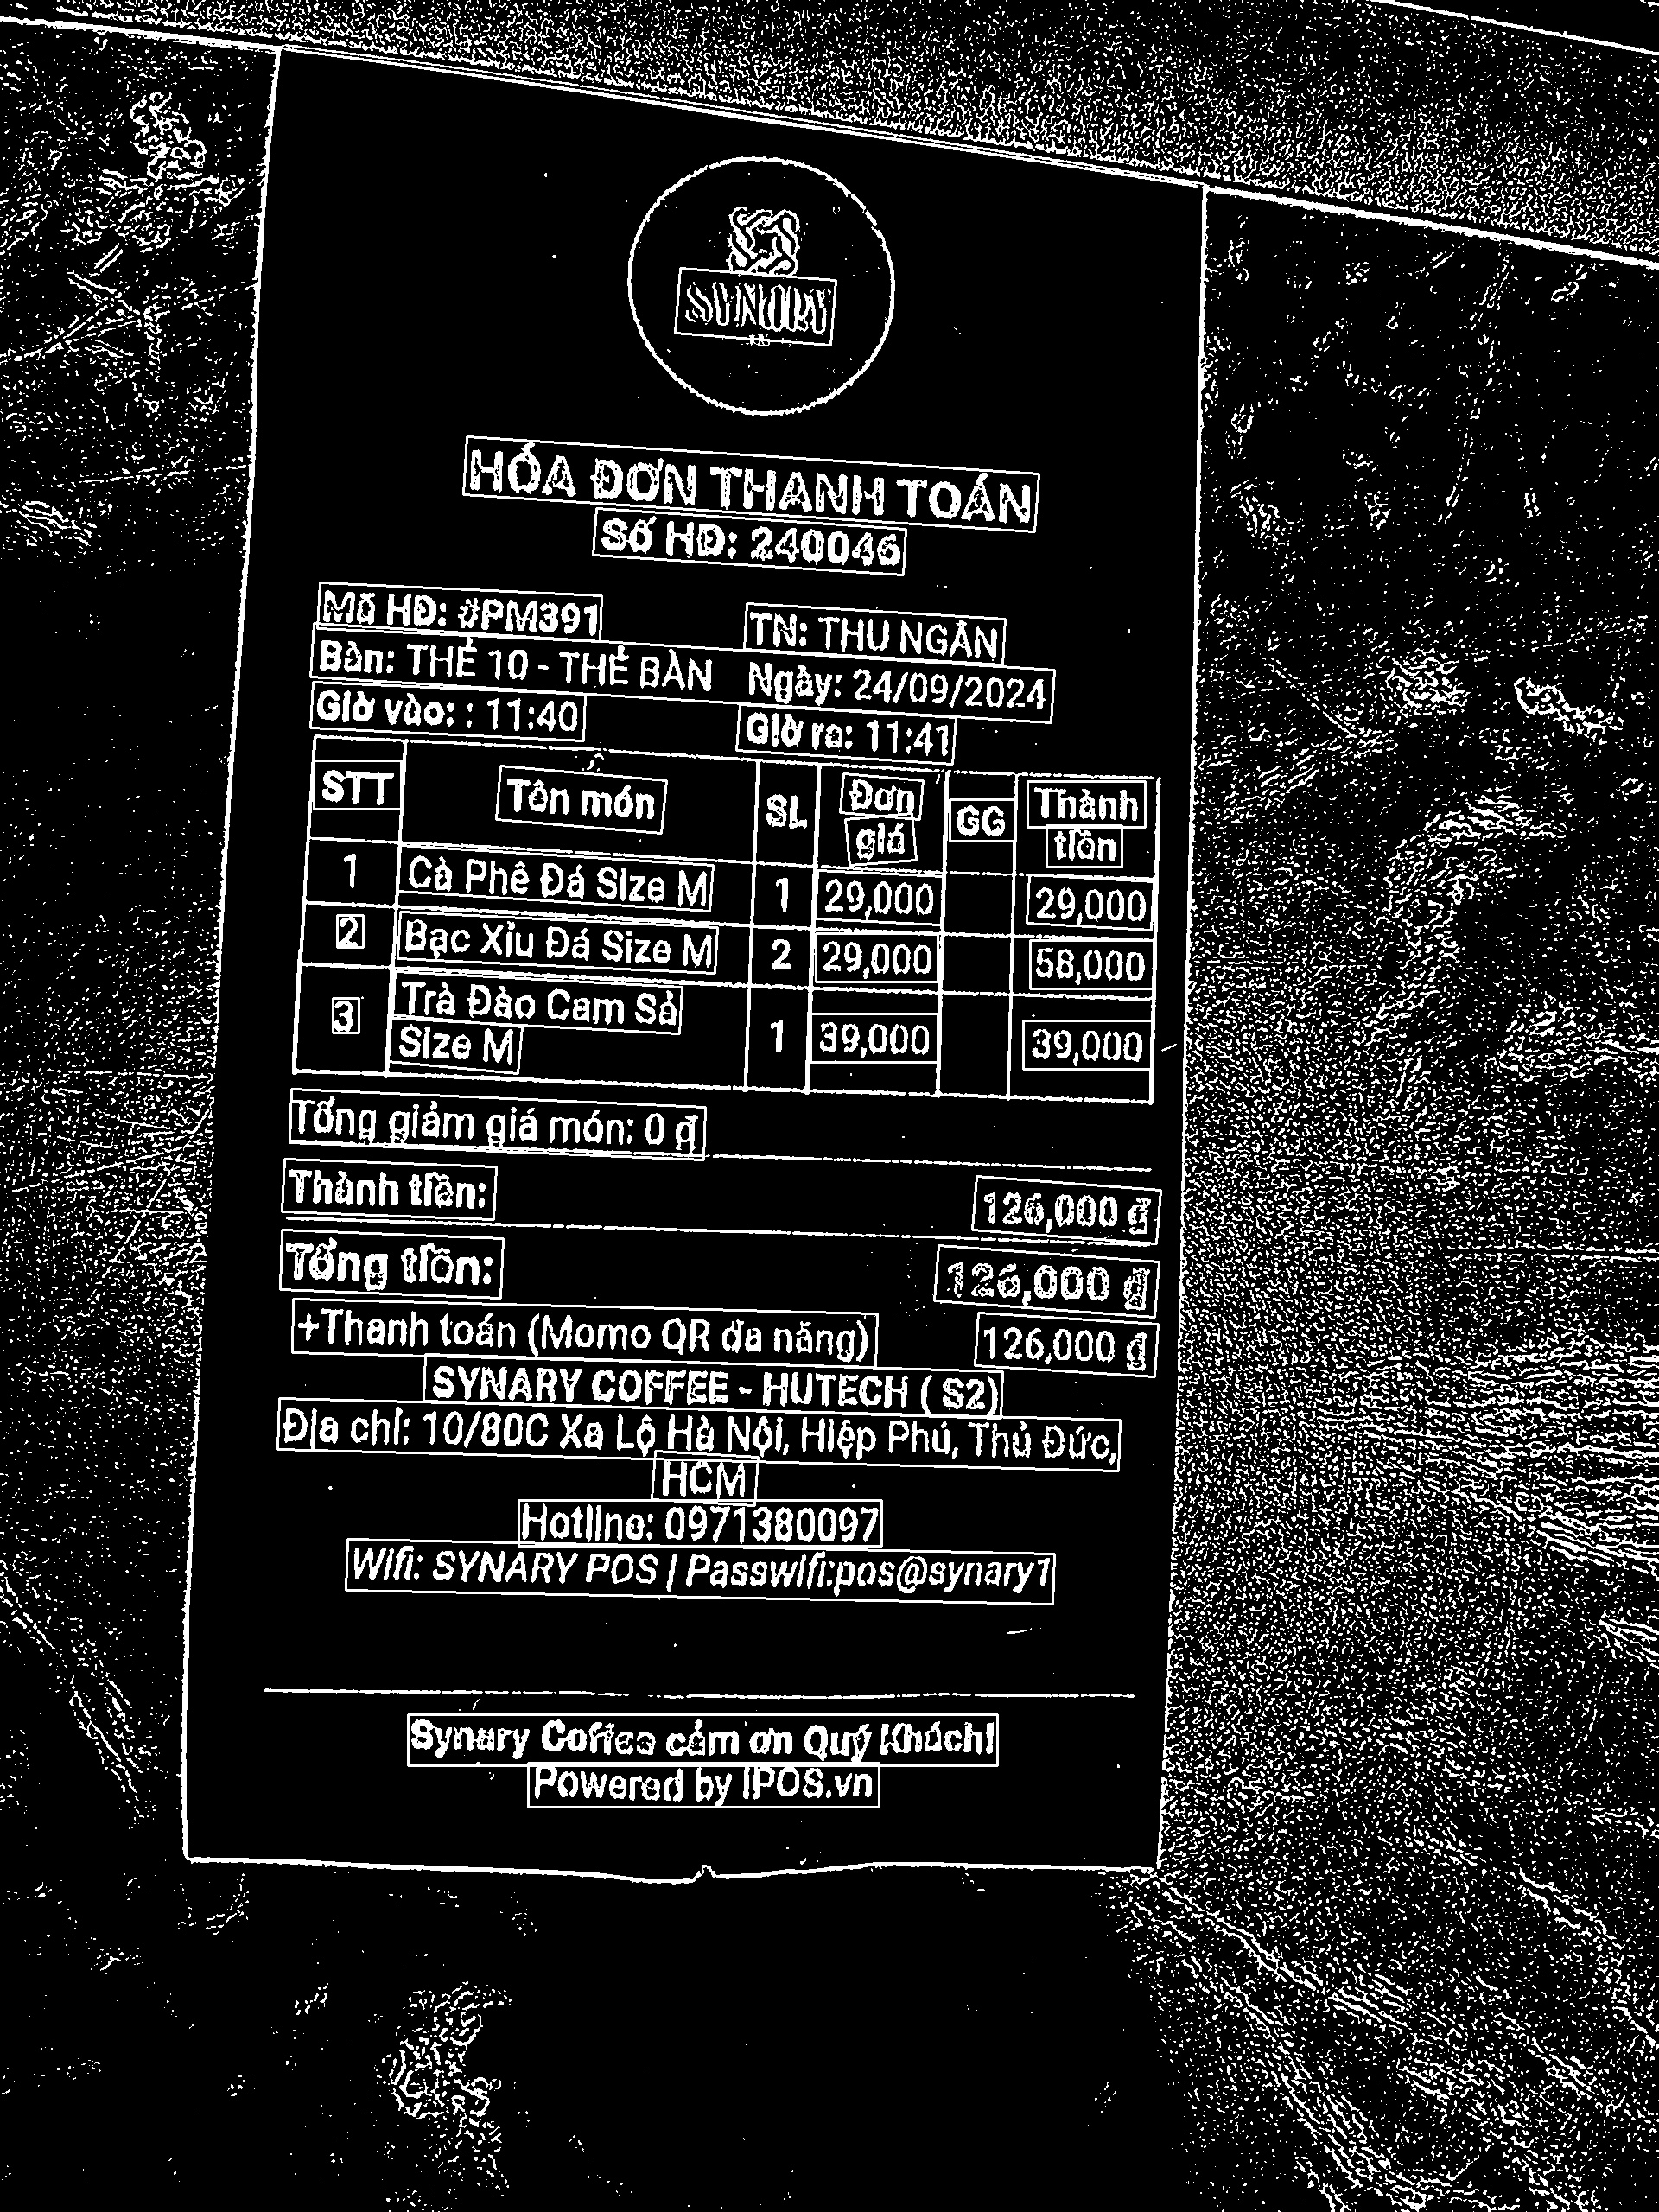 SYNARY
HÓA ĐƠN THANH TOÁN
Số HĐ: 240046
Mã HĐ: #PM391 TN: THU NGÂN
Bàn: THẺ 10 - THẺ BÀN Ngày: 24/09/2024
Giờ vào: : 11:40 Giờ ra: 11:41
STT Tên món SL Đơn giá GG Thành tiền
1 Cà Phê Đá Size M 1 29,000 29,000
2 Bạc Xỉu Đá Size M 2 29,000 58,000
3 Trà Đào Cam Sả Size M 1 39,000 39,000
Tổng giảm giá món: 0 ₫
Thành tiền: 126,000 ₫
Tổng tiền: 126,000 ₫
+Thanh toán (Momo QR đa năng) 126,000 ₫
SYNARY COFFEE - HUTECH ( S2)
Địa chỉ: 10/80C Xa Lộ Hà Nội, Hiệp Phú, Thủ Đức,
HCM
Hotline: 0971380097
Wifi: SYNARY POS | Passwifi:pos@synary1
Synary Coffee cảm ơn Quý Khách!
Powered by iPOS.vn